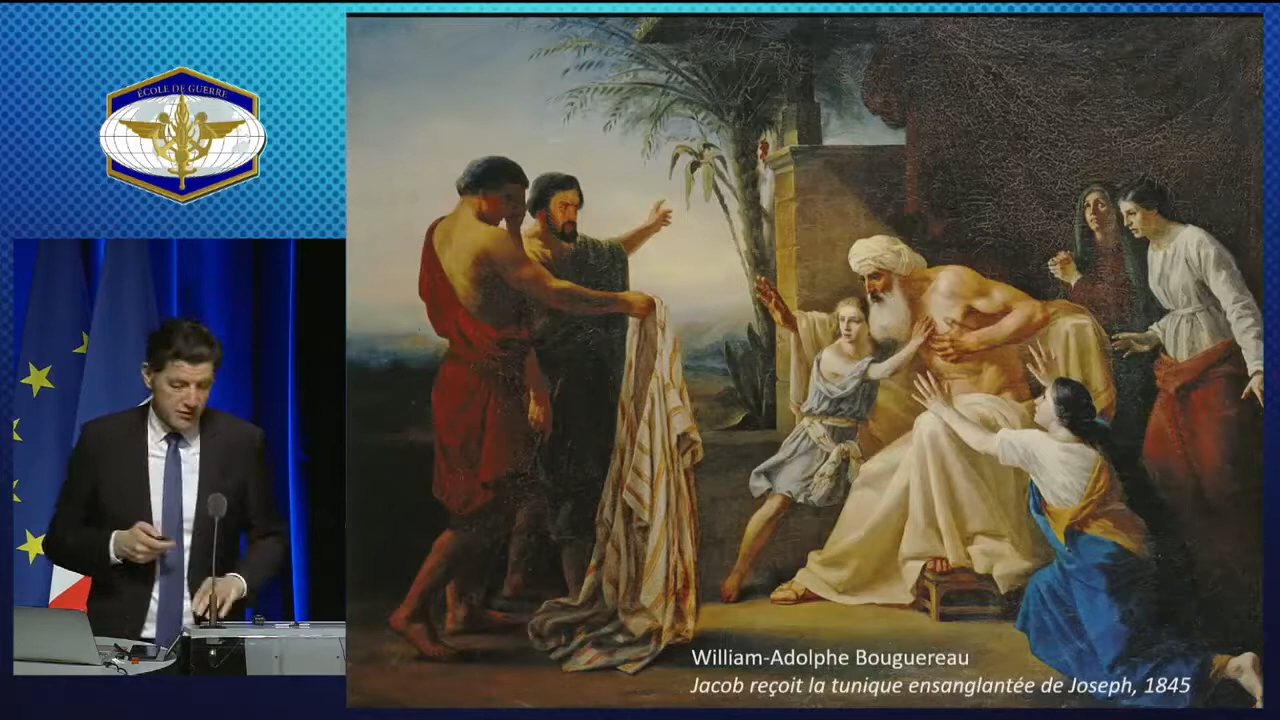 ÉCOLE DE GUERRE
William-Adolphe Bouguereau
Jacob reçoit la tunique ensanglantée de Joseph, 1845